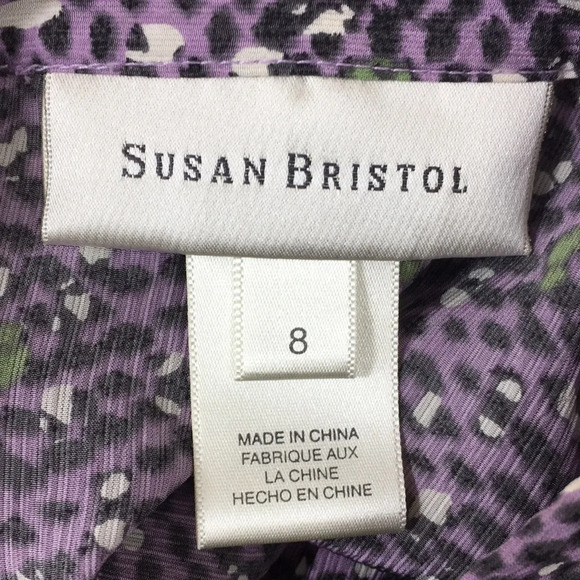 SUSAN BRISTOL
8
MADE IN CHINA
FABRIQUE AUX
LA CHINE
HECHO EN CHINE